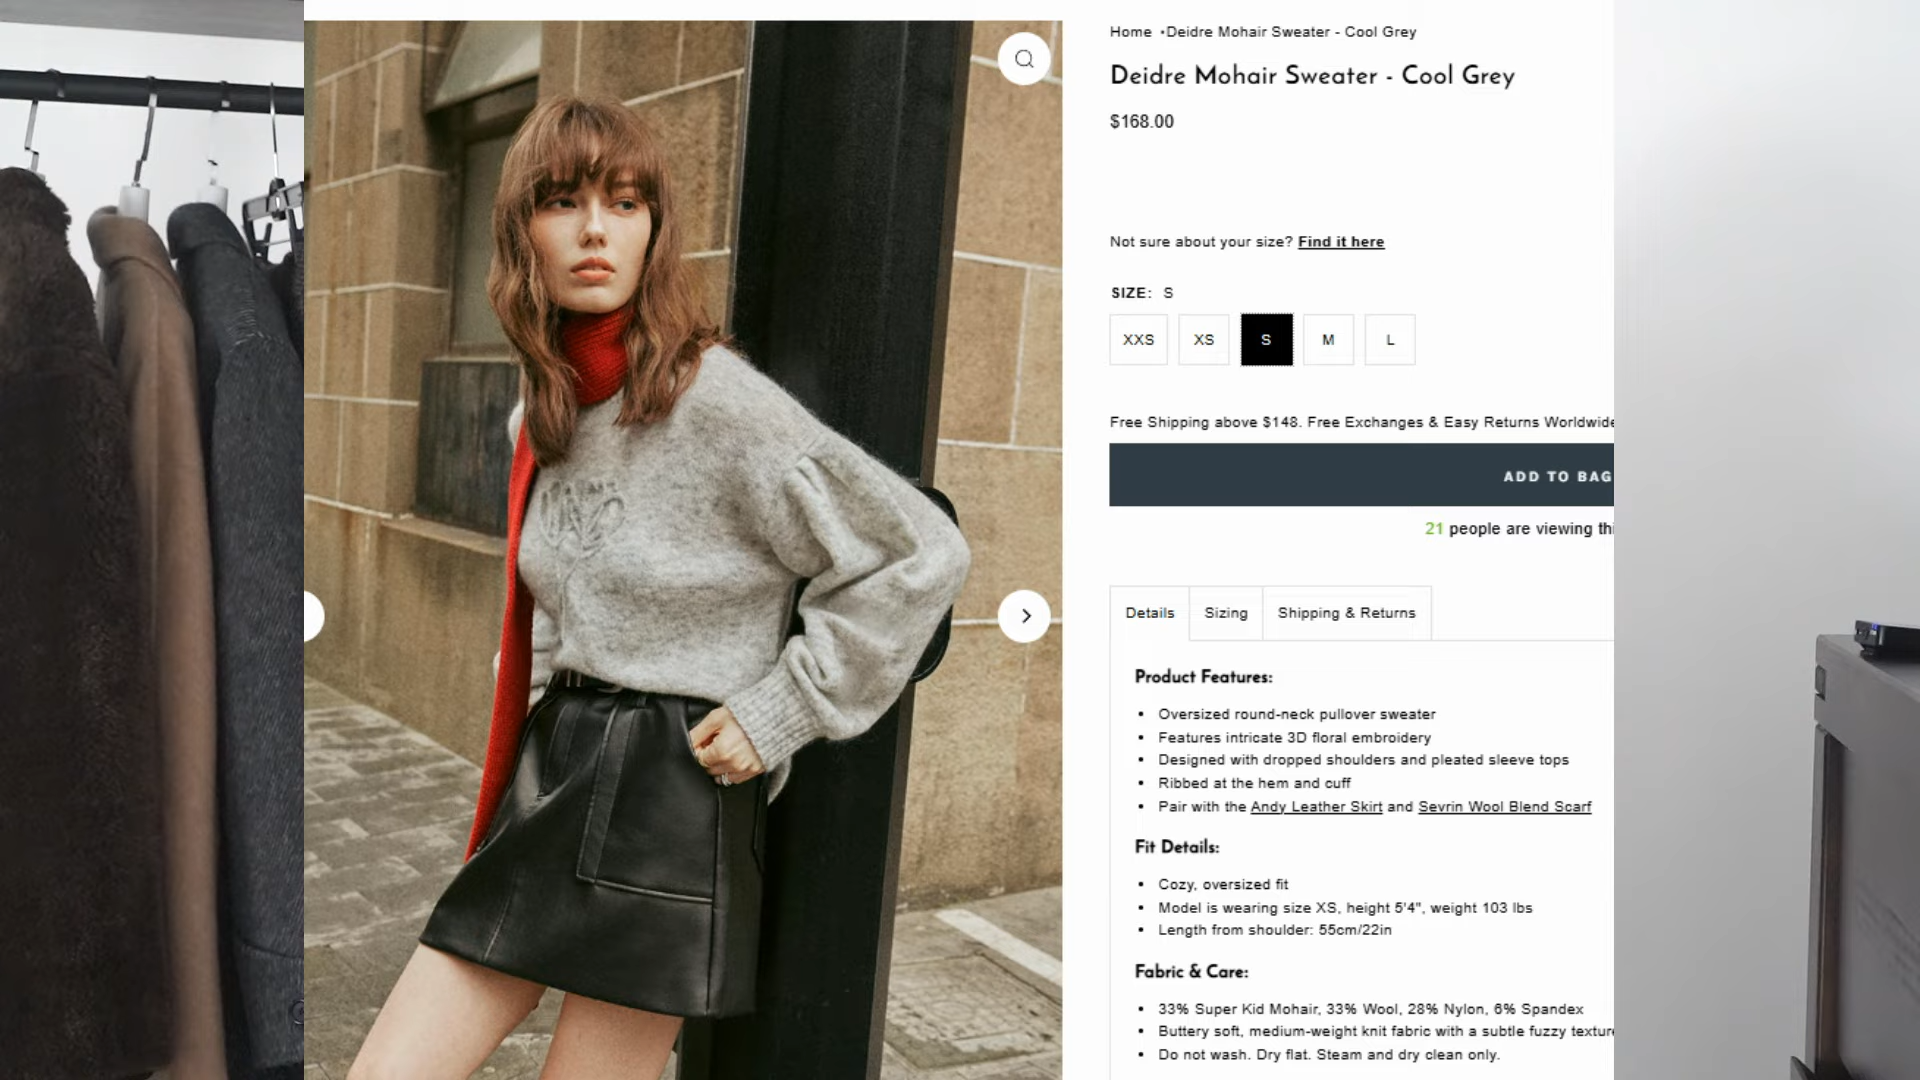 Home •Deidre Mohair Sweater - Cool Grey
Deidre Mohair Sweater - Cool Grey
$168.00
Not sure about your size? Find it here
SIZE: S
XXS XS S M L
Free Shipping above $148. Free Exchanges & Easy Returns Worldwide
ADD TO BAG
21 people are viewing thi
Details Sizing Shipping & Returns
Product Features:
• Oversized round-neck pullover sweater
• Features intricate 3D floral embroidery
• Designed with dropped shoulders and pleated sleeve tops
• Ribbed at the hem and cuff
• Pair with the Andy Leather Skirt and Sevrin Wool Blend Scarf
Fit Details:
• Cozy, oversized fit
• Model is wearing size XS, height 5'4", weight 103 lbs
• Length from shoulder: 55cm/22in
Fabric & Care:
• 33% Super Kid Mohair, 33% Wool, 28% Nylon, 6% Spandex
• Buttery soft, medium-weight knit fabric with a subtle fuzzy texture
• Do not wash. Dry flat. Steam and dry clean only.